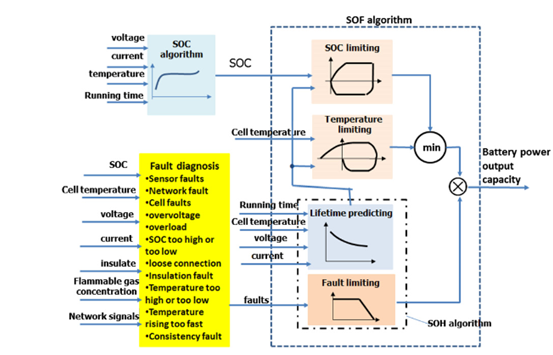 SOF algorithm
voltage
current
temperature
Running time
SOC
algorithm
SOC
SOC limiting
Cell temperature
Temperature
limiting
min
Battery power
output
capacity
SOC
Cell temperature
voltage
current
insulate
Flammable gas
concentration
Network signals
Fault diagnosis
•Sensor faults
•Network fault
•Cell faults
•overvoltage
•overload
•SOC too high or
too low
•loose connection
•Insulation fault
•Temperature too
high or too low
•Temperature
rising too fast
•Consistency fault
faults
Running time
Cell temperature
voltage
current
Lifetime predicting
Fault limiting
SOH algorithm